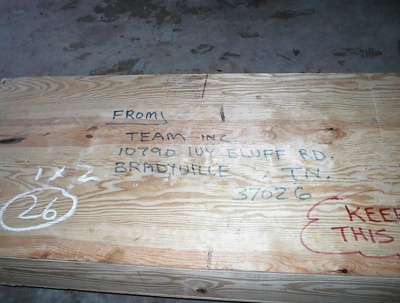 FROM:
TEAM INC
10790 IVY BLUFF RD.
BRADYVILLE, TN.
37026
1 X 2
26
KEEP
THIS